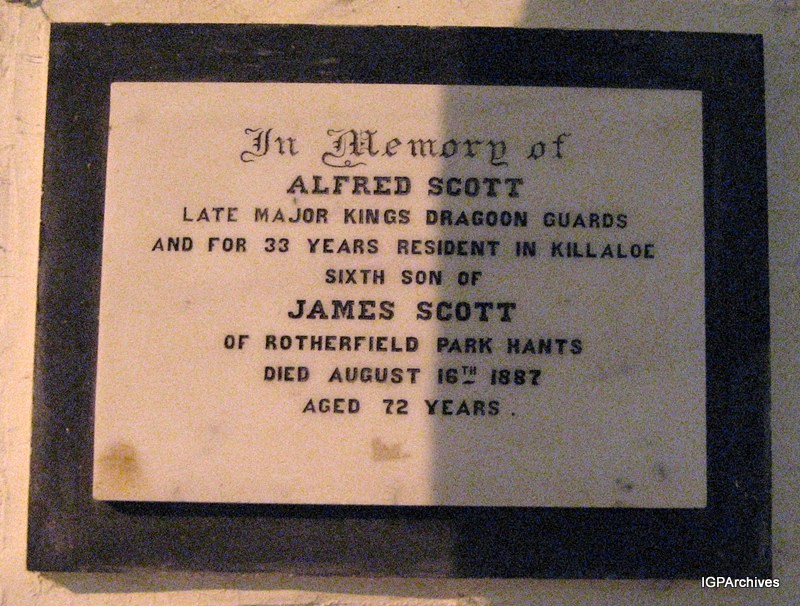 In Memory of
ALFRED SCOTT
LATE MAJOR KINGS DRAGOON GUARDS
AND FOR 33 YEARS RESIDENT IN KILLALOE
SIXTH SON OF
JAMES SCOTT
OF ROTHERFIELD PARK HANTS
DIED AUGUST 16TH 1887
AGED 72 YEARS .
IGPArchives